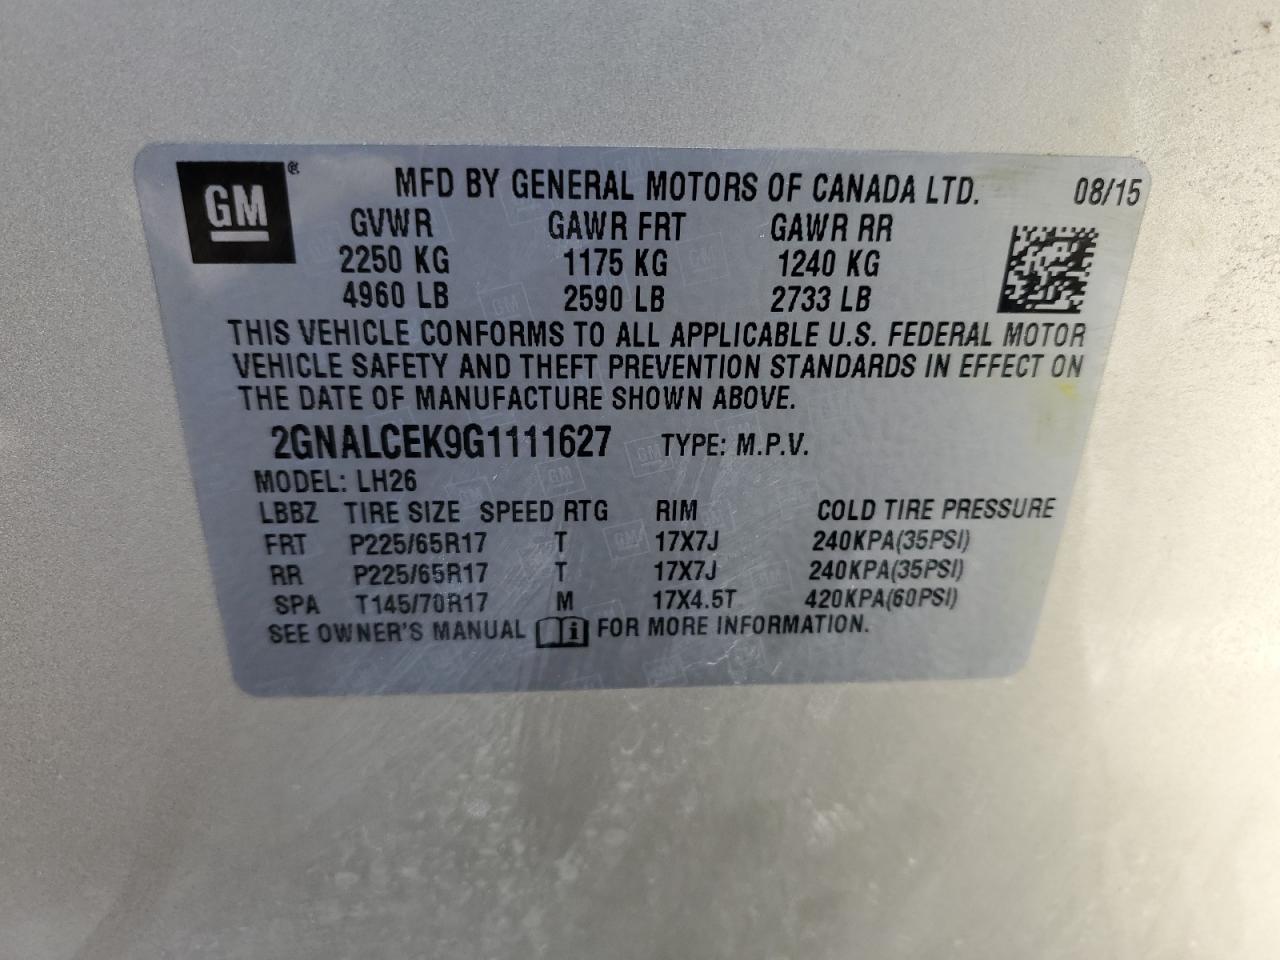 GM ®
MFD BY GENERAL MOTORS OF CANADA LTD. 08/15
GVWR GAWR FRT GAWR RR
2250 KG 1175 KG 1240 KG
4960 LB 2590 LB 2733 LB
THIS VEHICLE CONFORMS TO ALL APPLICABLE U.S. FEDERAL MOTOR
VEHICLE SAFETY AND THEFT PREVENTION STANDARDS IN EFFECT ON
THE DATE OF MANUFACTURE SHOWN ABOVE.
2GNALCEK9G1111627 TYPE: M.P.V.
MODEL: LH26
LBBZ TIRE SIZE SPEED RTG RIM COLD TIRE PRESSURE
FRT P225/65R17 T 17X7J 240KPA(35PSI)
RR P225/65R17 T 17X7J 240KPA(35PSI)
SPA T145/70R17 M 17X4.5T 420KPA(60PSI)
SEE OWNER'S MANUAL i FOR MORE INFORMATION.